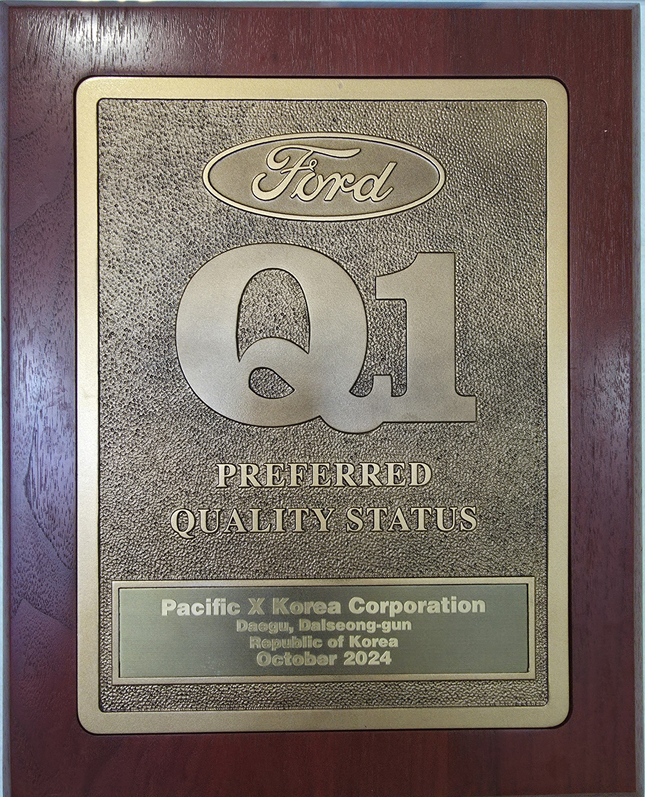 Ford
Q1
PREFERRED
QUALITY STATUS
Pacific X Korea Corporation
Daegu, Dalseong-gun
Republic of Korea
October 2024